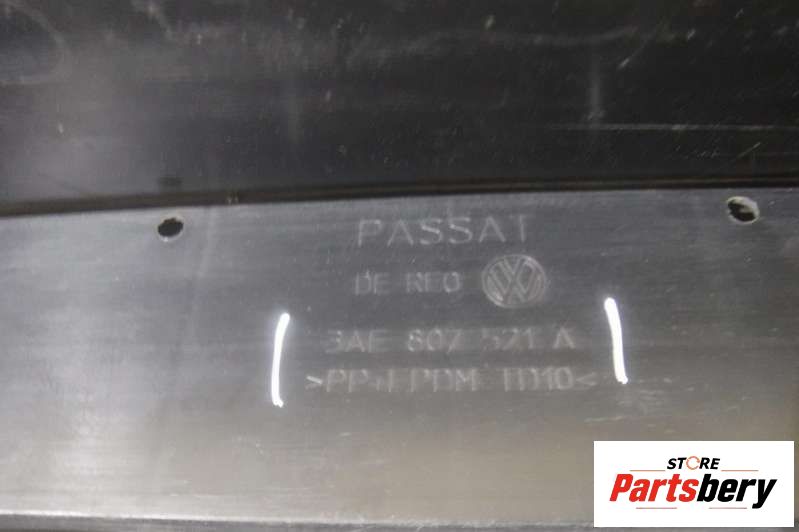 PASSAT
DE REO
3AE 807 521 A
>PP+EPDM TD10<
STORE
Partsbery